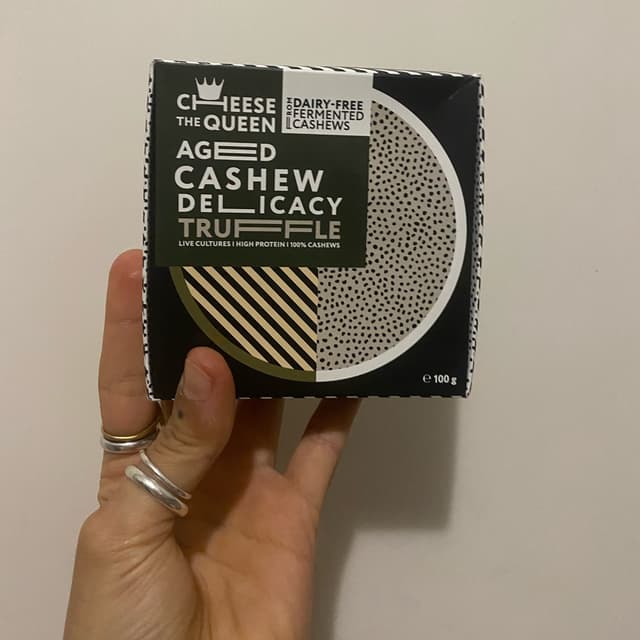 CHEESE
THE QUEEN
FROM DAIRY-FREE
FERMENTED
CASHEWS
AGED
CASHEW
DELICACY
TRUFFLE
LIVE CULTURES | HIGH PROTEIN | 100% CASHEWS
℮ 100 g